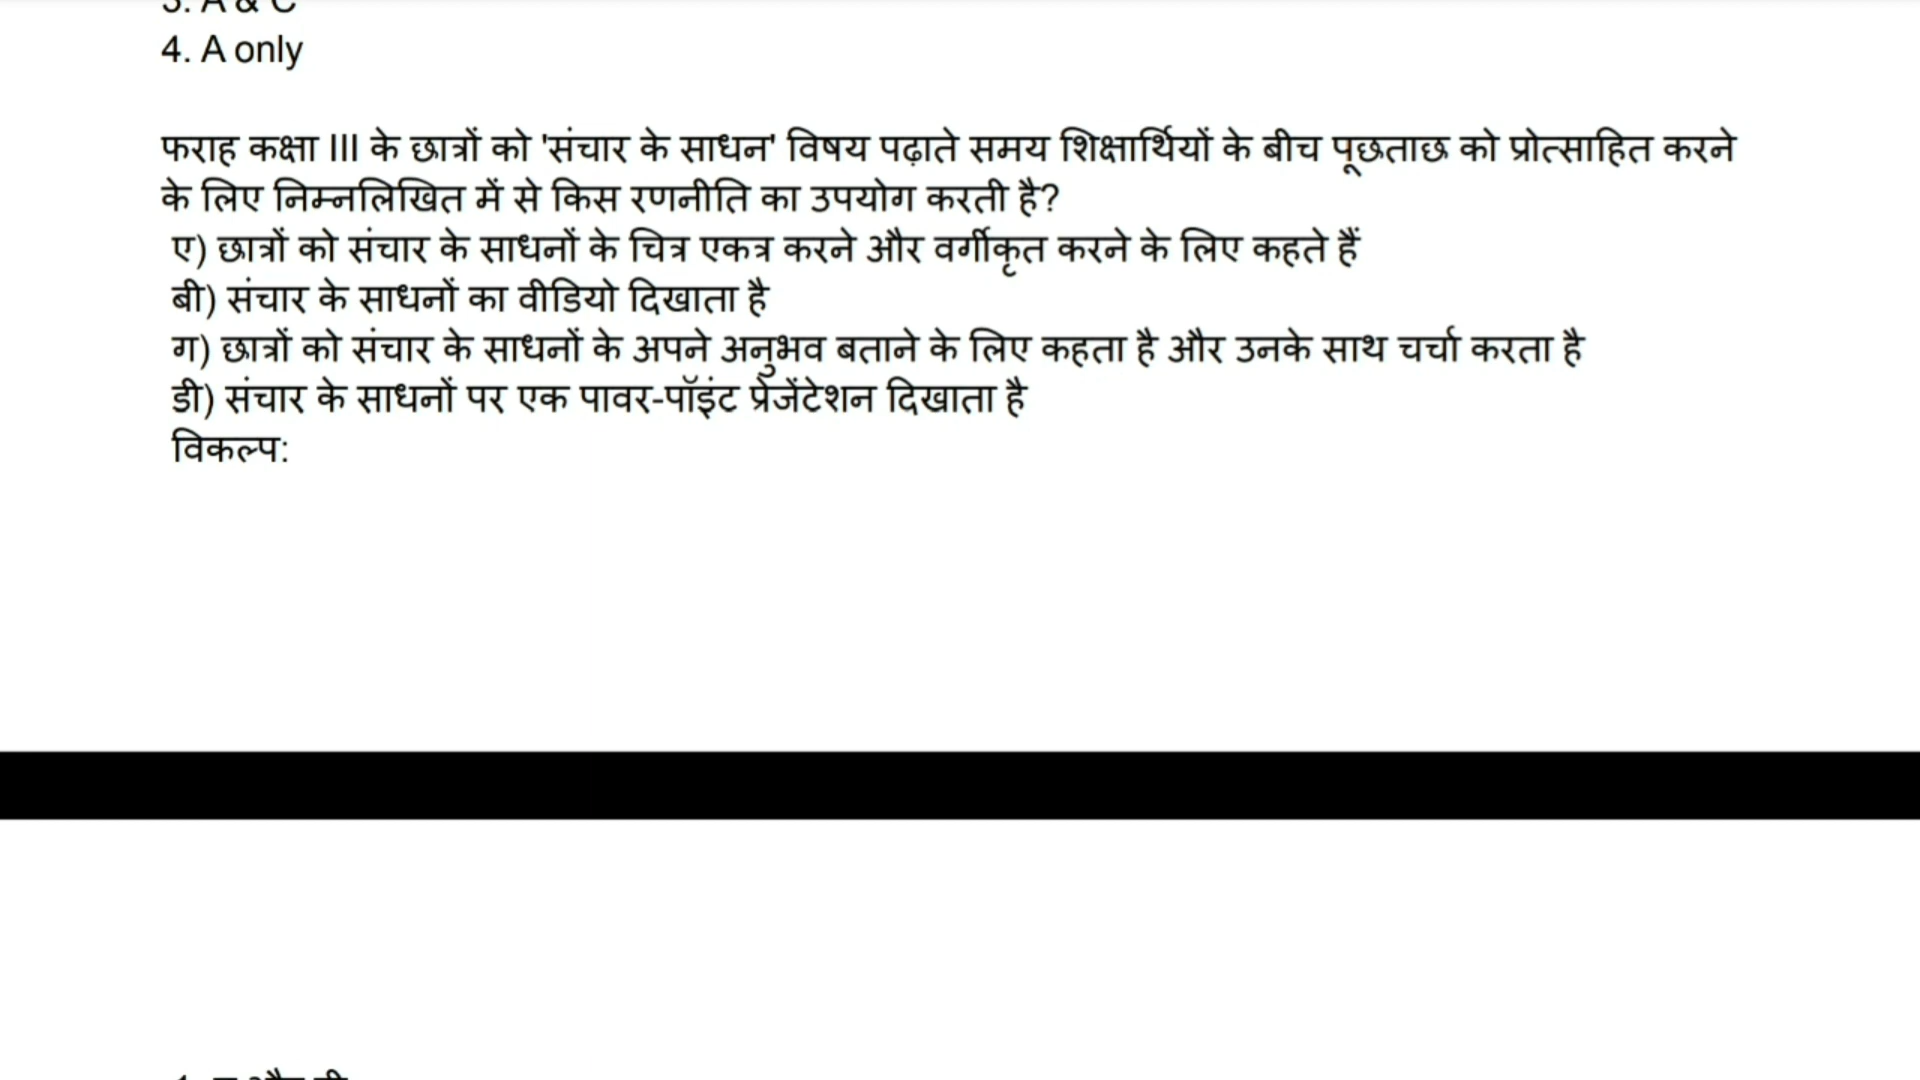 3. A & C
4. A only
फराह कक्षा III के छात्रों को 'संचार के साधन' विषय पढ़ाते समय शिक्षार्थियों के बीच पूछताछ को प्रोत्साहित करने
के लिए निम्नलिखित में से किस रणनीति का उपयोग करती है?
ए) छात्रों को संचार के साधनों के चित्र एकत्र करने और वर्गीकृत करने के लिए कहते हैं
बी) संचार के साधनों का वीडियो दिखाता है
ग) छात्रों को संचार के साधनों के अपने अनुभव बताने के लिए कहता है और उनके साथ चर्चा करता है
डी) संचार के साधनों पर एक पावर-पॉइंट प्रेजेंटेशन दिखाता है
विकल्प: